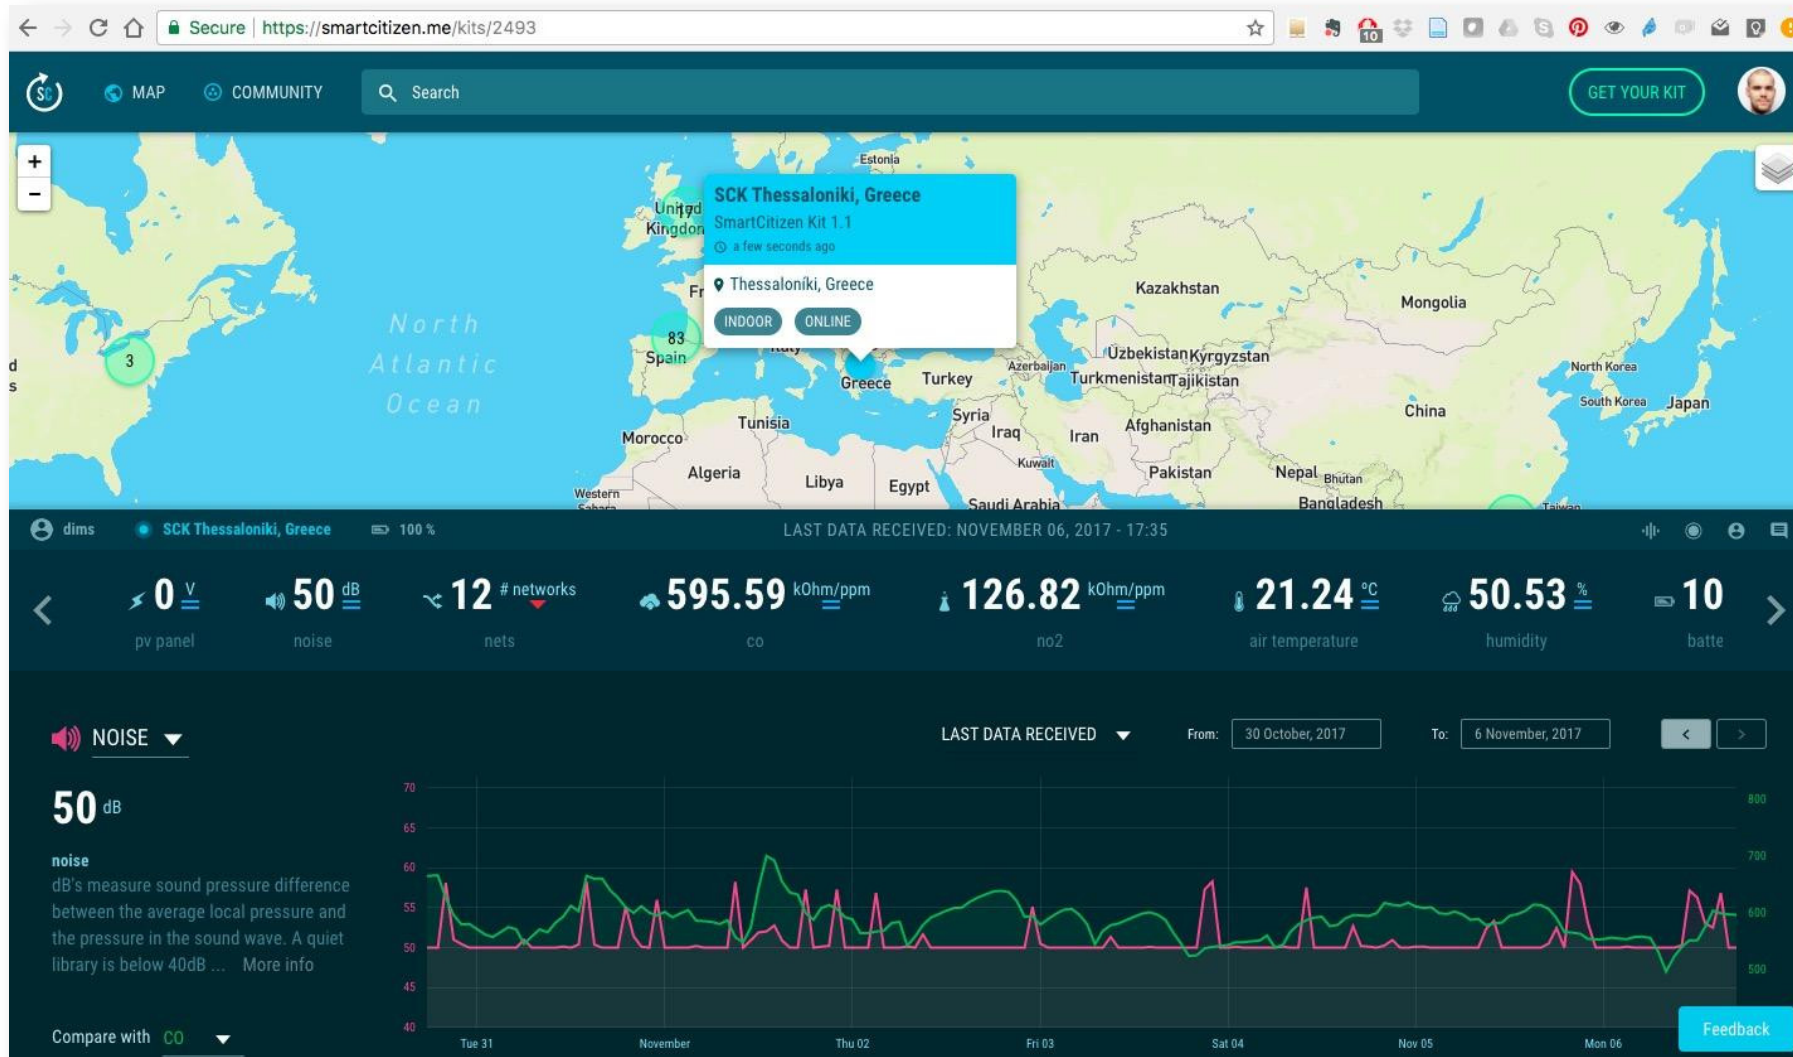 Secure | https://smartcitizen.me/kits/2493
10
SC MAP COMMUNITY Search GET YOUR KIT
+
−
Estonia
United
Kingdom
17
SCK Thessaloniki, Greece
SmartCitizen Kit 1.1
a few seconds ago
Thessaloníki, Greece
INDOOR ONLINE
Fr
Kazakhstan
Mongolia
North
Atlantic
Ocean
3
d
s
83
Spain
Italy
Greece
Turkey
Azerbaijan
Uzbekistan
Kyrgyzstan
Turkmenistan
Tajikistan
North Korea
South Korea
Japan
China
Tunisia
Syria
Iraq
Iran
Afghanistan
Morocco
Kuwait
Algeria
Libya
Egypt
Pakistan
Nepal
Bhutan
Western
Sahara
Saudi Arabia
Bangladesh
Taiwan
dims SCK Thessaloniki, Greece 100 % LAST DATA RECEIVED: NOVEMBER 06, 2017 - 17:35
0 V 50 dB 12 # networks 595.59 kOhm/ppm 126.82 kOhm/ppm 21.24 ºC 50.53 % 10
pv panel noise nets co no2 air temperature humidity batte
NOISE LAST DATA RECEIVED From: 30 October, 2017 To: 6 November, 2017 < >
50 dB
noise
dB's measure sound pressure difference
between the average local pressure and
the pressure in the sound wave. A quiet
library is below 40dB ... More info
Compare with CO
70
65
60
55
50
45
40
800
700
600
500
Tue 31 November Thu 02 Fri 03 Sat 04 Nov 05 Mon 06
Feedback